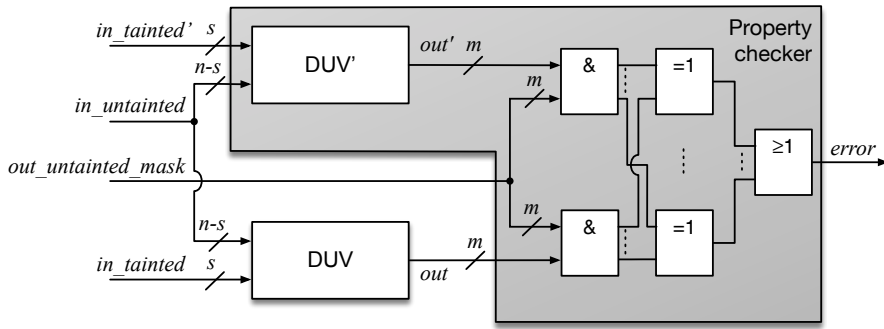 in_tainted' s
DUV'
out' m
Property
checker
n-s
&
=1
in_untainted
m
≥1
error
out_untainted_mask
n-s
m
&
=1
DUV
m
in_tainted s
out